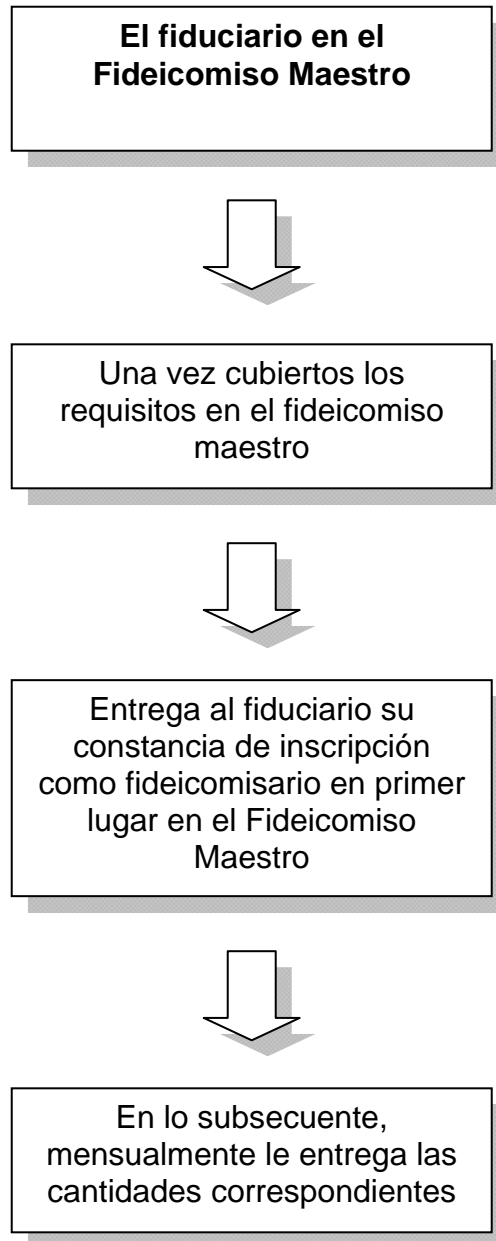 El fiduciario en el
Fideicomiso Maestro
Una vez cubiertos los
requisitos en el fideicomiso
maestro
Entrega al fiduciario su
constancia de inscripción
como fideicomisario en primer
lugar en el Fideicomiso
Maestro
En lo subsecuente,
mensualmente le entrega las
cantidades correspondientes